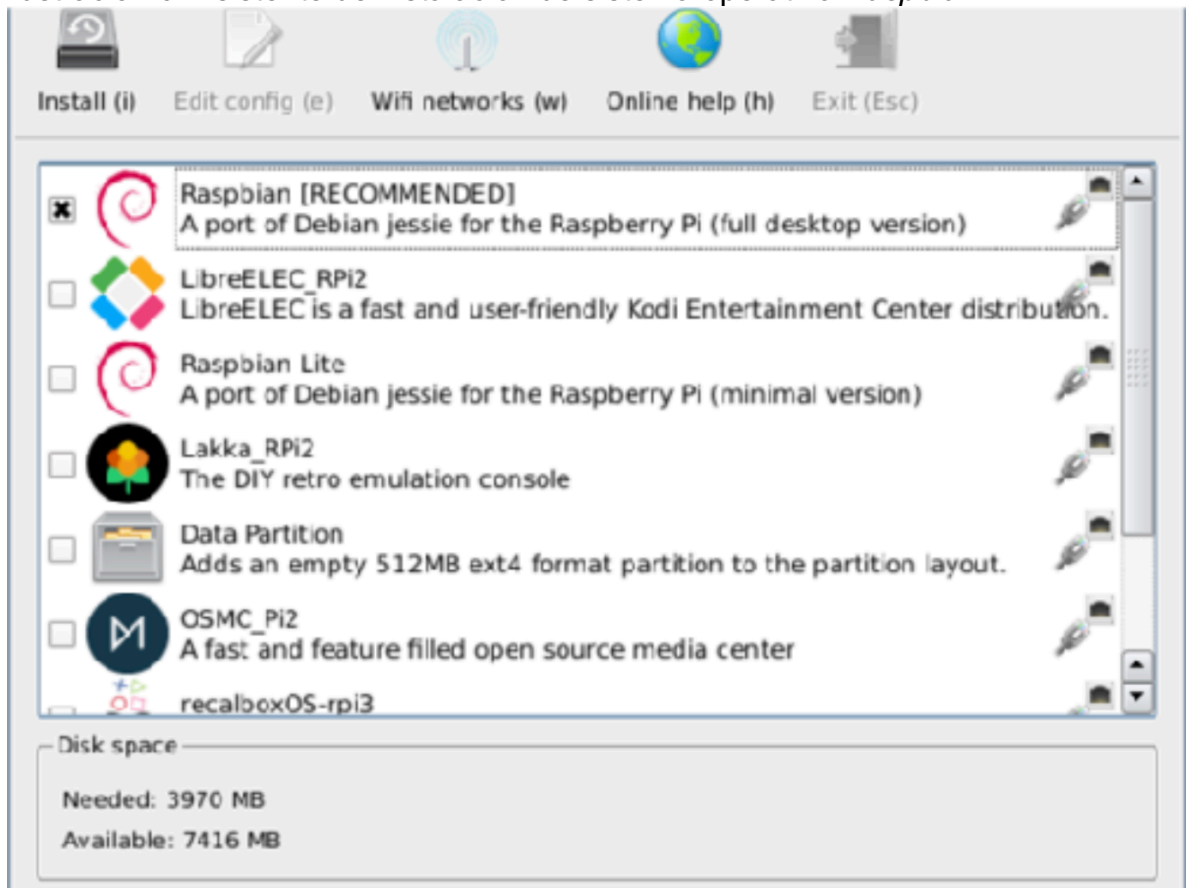 Install (i) Edit config (e) Wifi networks (w) Online help (h) Exit (Esc)
Raspbian [RECOMMENDED]
A port of Debian jessie for the Raspberry Pi (full desktop version)
LibreELEC_RPi2
LibreELEC is a fast and user-friendly Kodi Entertainment Center distribution.
Raspbian Lite
A port of Debian jessie for the Raspberry Pi (minimal version)
Lakka_RPi2
The DIY retro emulation console
Data Partition
Adds an empty 512MB ext4 format partition to the partition layout.
OSMC_Pi2
A fast and feature filled open source media center
recalboxOS-rpi3
Disk space
Needed: 3970 MB
Available: 7416 MB